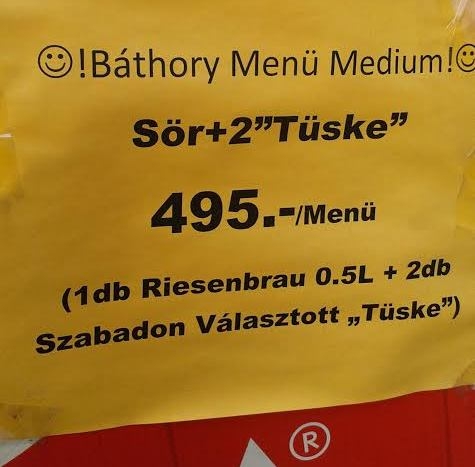 ☺!Báthory Menü Medium!☺
Sör+2”Tüske”
495.-/Menü
(1db Riesenbrau 0.5L + 2db
Szabadon Választott „Tüske”)
®